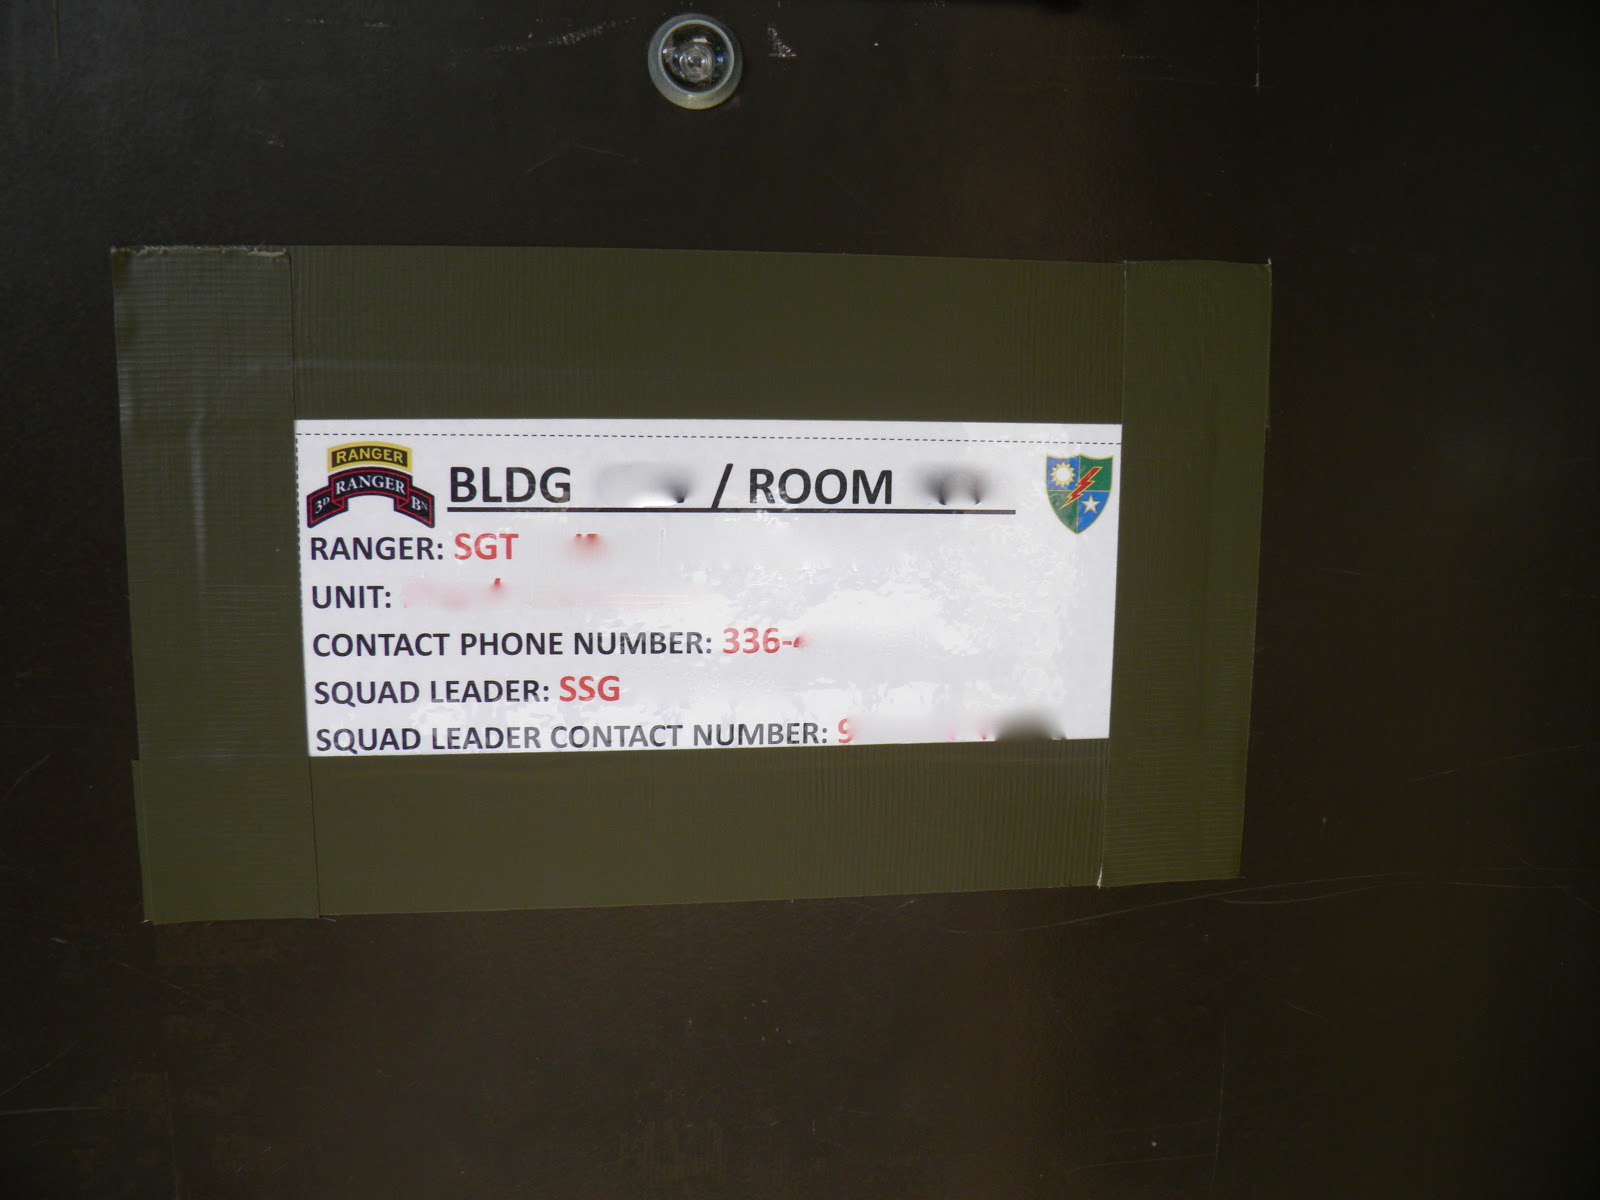 RANGER
3D RANGER BN
BLDG / ROOM
RANGER: SGT
UNIT:
CONTACT PHONE NUMBER: 336-
SQUAD LEADER: SSG
SQUAD LEADER CONTACT NUMBER: 9